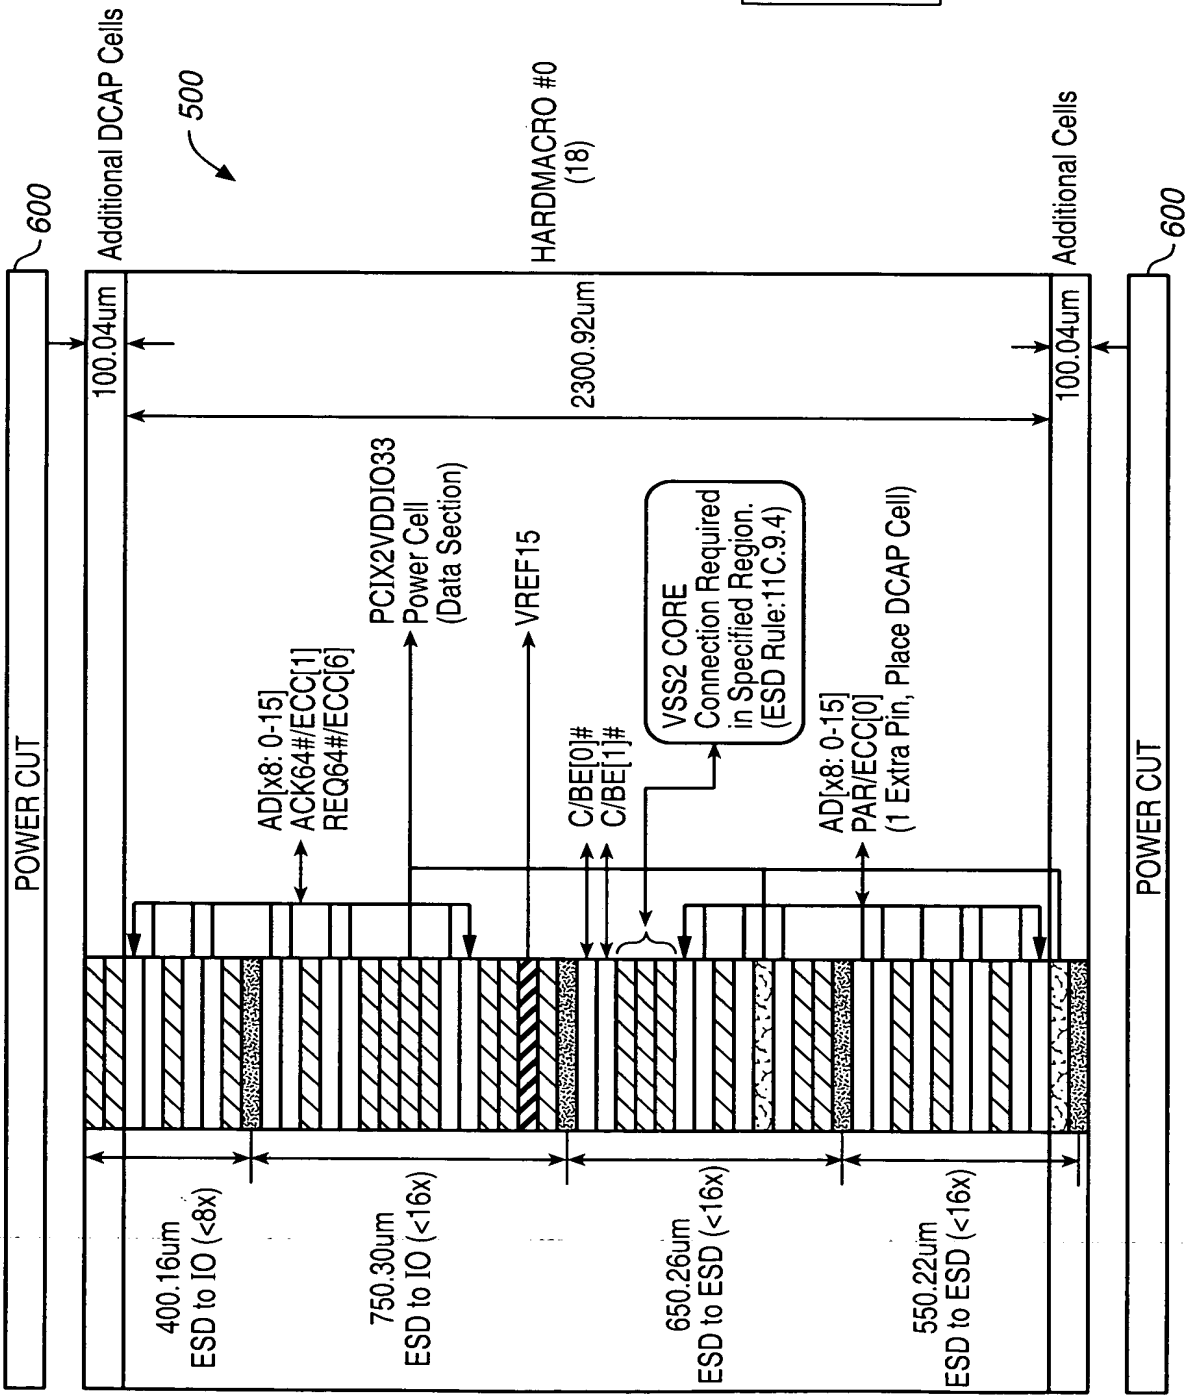 POWER CUT
600
Additional DCAP Cells
100.04um
500
HARDMACRO #0
(18)
2300.92um
Additional Cells
100.04um
600
POWER CUT
AD[x8: 0-15]
ACK64#/ECC[1]
REQ64#/ECC[6]
PCIX2VDDIO33
Power Cell
(Data Section)
VREF15
C/BE[0]#
C/BE[1]#
VSS2 CORE
Connection Required
in Specified Region.
(ESD Rule:11C.9.4)
AD[x8: 0-15]
PAR/ECC[0]
(1 Extra Pin, Place DCAP Cell)
400.16um
ESD to IO (<8x)
750.30um
ESD to IO (<16x)
650.26um
ESD to ESD (<16x)
550.22um
ESD to ESD (<16x)